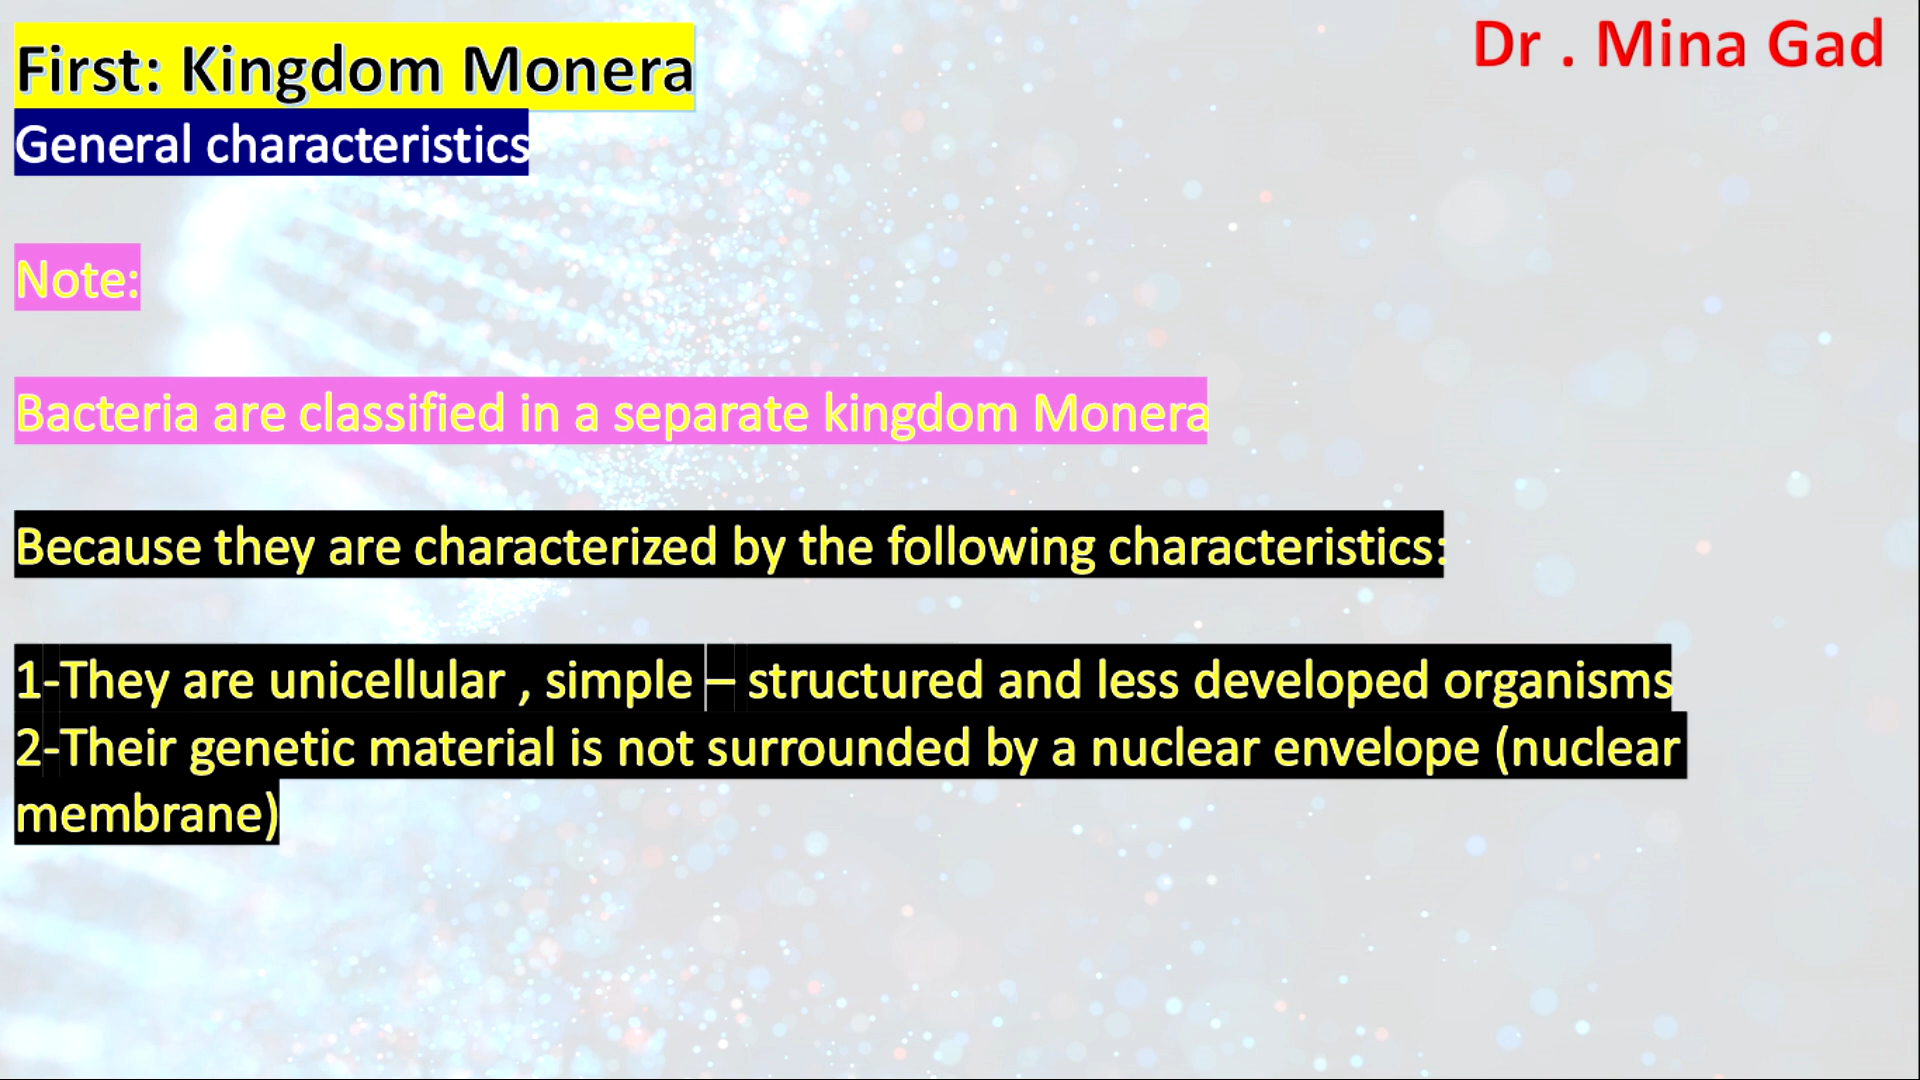 First: Kingdom Monera
Dr . Mina Gad
General characteristics
Note:
Bacteria are classified in a separate kingdom Monera
Because they are characterized by the following characteristics:
1-They are unicellular , simple – structured and less developed organisms
2-Their genetic material is not surrounded by a nuclear envelope (nuclear
membrane)